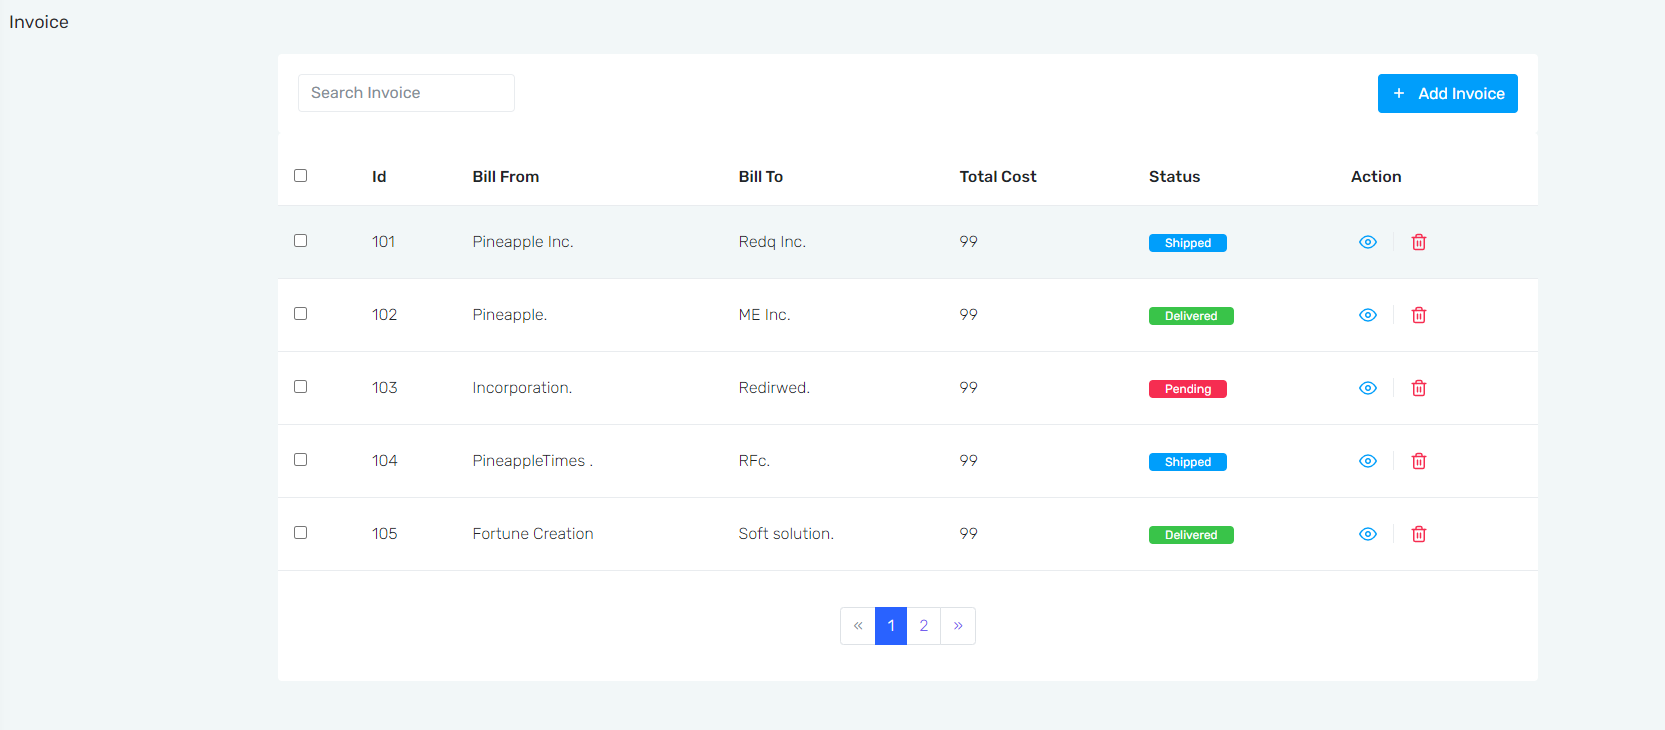 Invoice
Search Invoice
+ Add Invoice
Id Bill From Bill To Total Cost Status Action
101 Pineapple Inc. Redq Inc. 99 Shipped
102 Pineapple. ME Inc. 99 Delivered
103 Incorporation. Redirwed. 99 Pending
104 PineappleTimes . RFc. 99 Shipped
105 Fortune Creation Soft solution. 99 Delivered
« 1 2 »